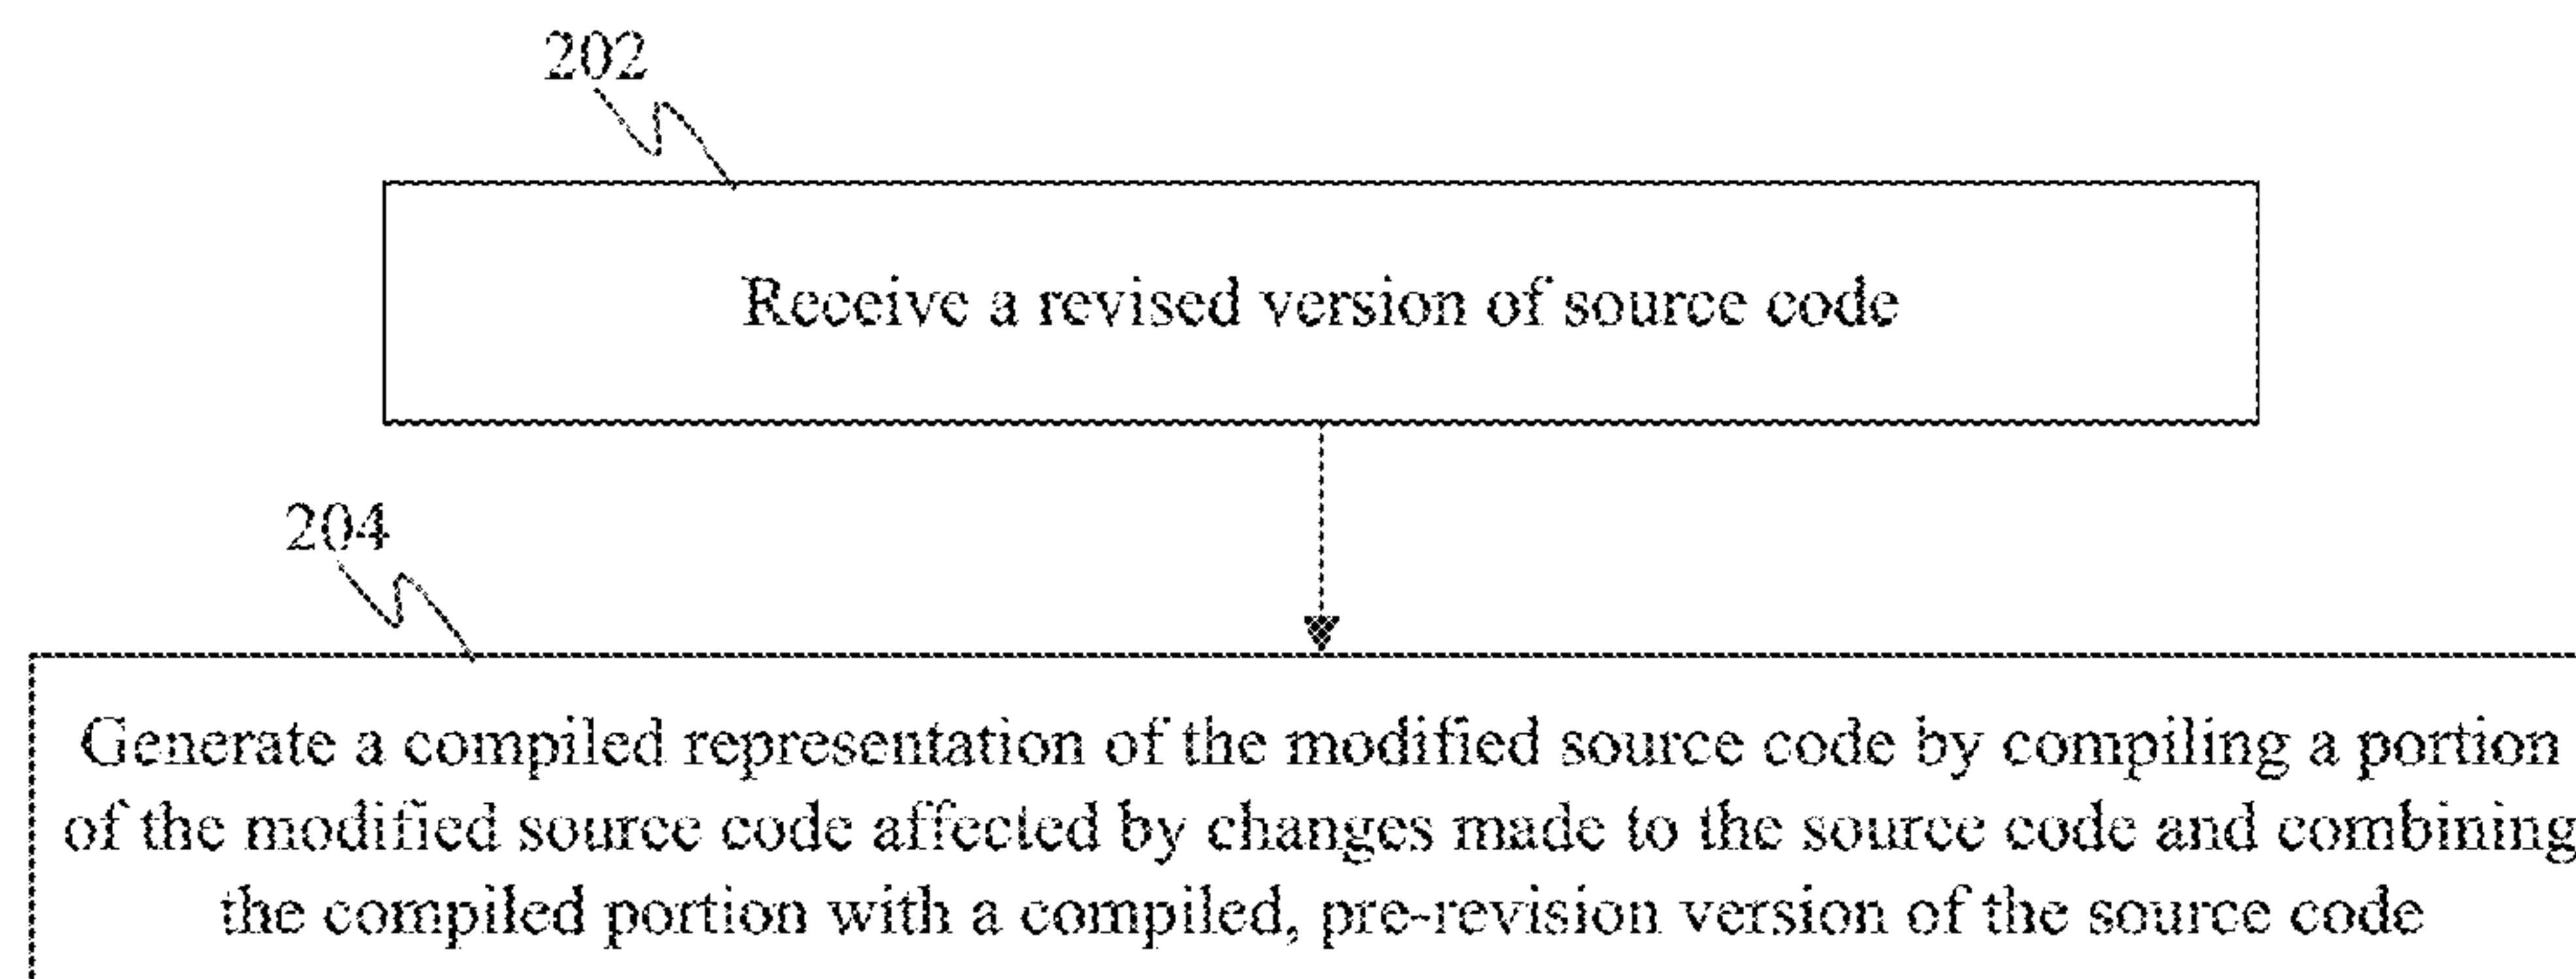 202
Receive a revised version of source code
204
Generate a compiled representation of the modified source code by compiling a portion
of the modified source code affected by changes made to the source code and combining
the compiled portion with a compiled, pre-revision version of the source code